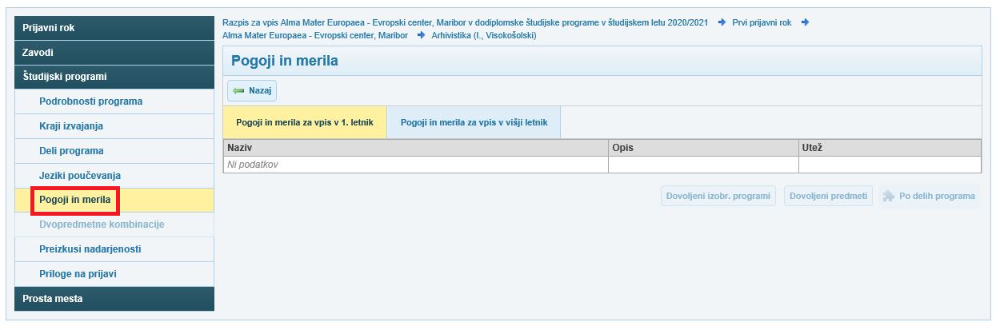 Prijavni rok
Zavodi
Študijski programi
Podrobnosti programa
Kraji izvajanja
Deli programa
Jeziki poučevanja
Pogoji in merila
Dvopredmetne kombinacije
Preizkusi nadarjenosti
Priloge na prijavi
Prosta mesta
Razpis za vpis Alma Mater Europaea - Evropski center, Maribor v dodiplomske študijske programe v študijskem letu 2020/2021 Prvi prijavni rok
Alma Mater Europaea - Evropski center, Maribor Arhivistika (I., Visokošolski)
Pogoji in merila
Nazaj
Pogoji in merila za vpis v 1. letnik Pogoji in merila za vpis v višji letnik
Naziv Opis Utež
Ni podatkov
Dovoljeni izobr. programi Dovoljeni predmeti Po delih programa